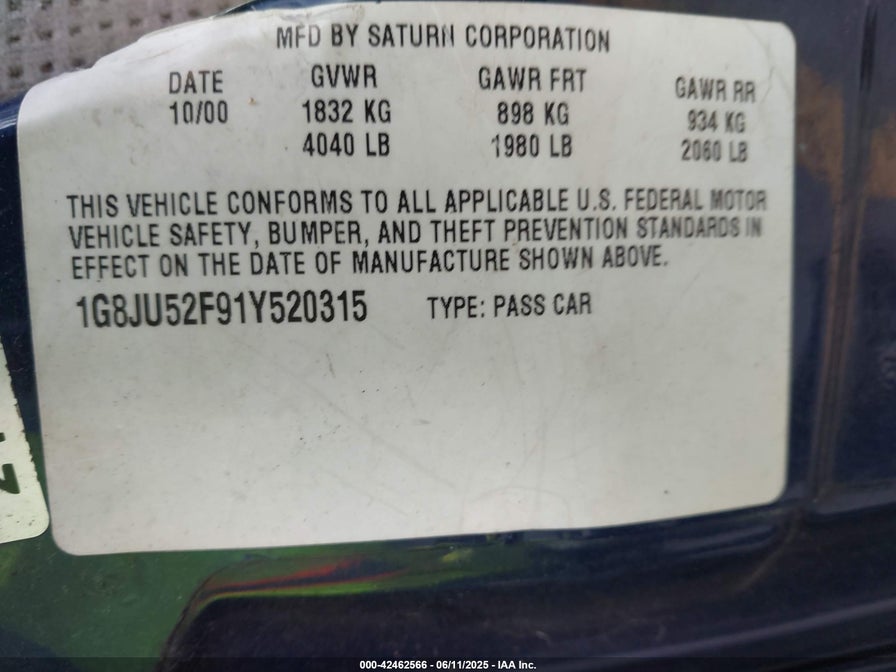 MFD BY SATURN CORPORATION
DATE GVWR GAWR FRT GAWR RR
10/00 1832 KG 898 KG 934 KG
4040 LB 1980 LB 2060 LB
THIS VEHICLE CONFORMS TO ALL APPLICABLE U.S. FEDERAL MOTOR
VEHICLE SAFETY, BUMPER, AND THEFT PREVENTION STANDARDS IN
EFFECT ON THE DATE OF MANUFACTURE SHOWN ABOVE.
1G8JU52F91Y520315 TYPE: PASS CAR
000-42462566 - 06/11/2025 - IAA Inc.